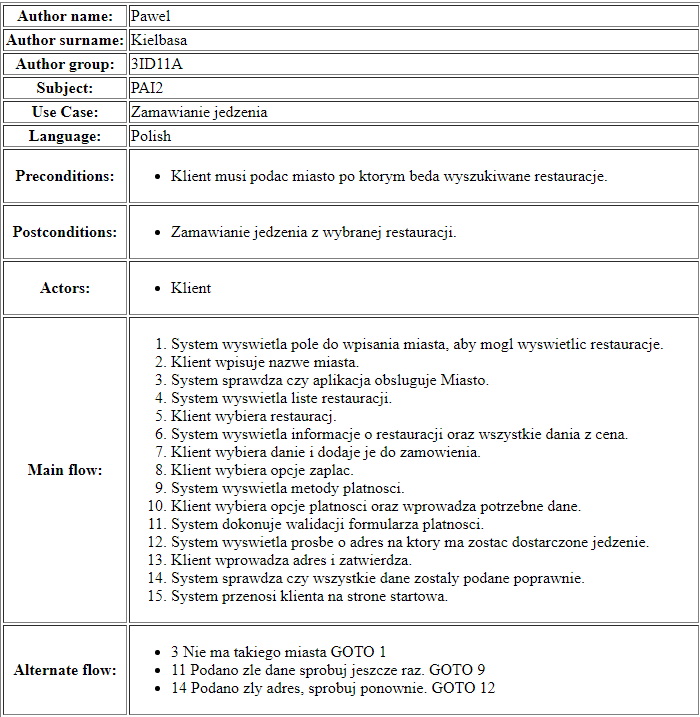 Author name: Pawel
Author surname: Kielbasa
Author group: 3ID11A
Subject: PAI2
Use Case: Zamawianie jedzenia
Language: Polish
Preconditions: • Klient musi podac miasto po ktorym beda wyszukiwane restauracje.
Postconditions: • Zamawianie jedzenia z wybranej restauracji.
Actors: • Klient
Main flow:
1. System wyswietla pole do wpisania miasta, aby mogl wyswietlic restauracje.
2. Klient wpisuje nazwe miasta.
3. System sprawdza czy aplikacja obsluguje Miasto.
4. System wyswietla liste restauracji.
5. Klient wybiera restauracj.
6. System wyswietla informacje o restauracji oraz wszystkie dania z cena.
7. Klient wybiera danie i dodaje je do zamowienia.
8. Klient wybiera opcje zaplac.
9. System wyswietla metody platnosci.
10. Klient wybiera opcje platnosci oraz wprowadza potrzebne dane.
11. System dokonuje walidacji formularza platnosci.
12. System wyswietla prosbe o adres na ktory ma zostac dostarczone jedzenie.
13. Klient wprowadza adres i zatwierdza.
14. System sprawdza czy wszystkie dane zostaly podane poprawnie.
15. System przenosi klienta na strone startowa.
Alternate flow:
• 3 Nie ma takiego miasta GOTO 1
• 11 Podano zle dane sprobuj jeszcze raz. GOTO 9
• 14 Podano zly adres, sprobuj ponownie. GOTO 12